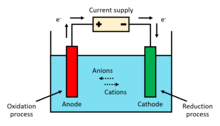 Current supply
e⁻
e⁻
+
−
Anions
Cations
Oxidation
process
Anode
Cathode
Reduction
process